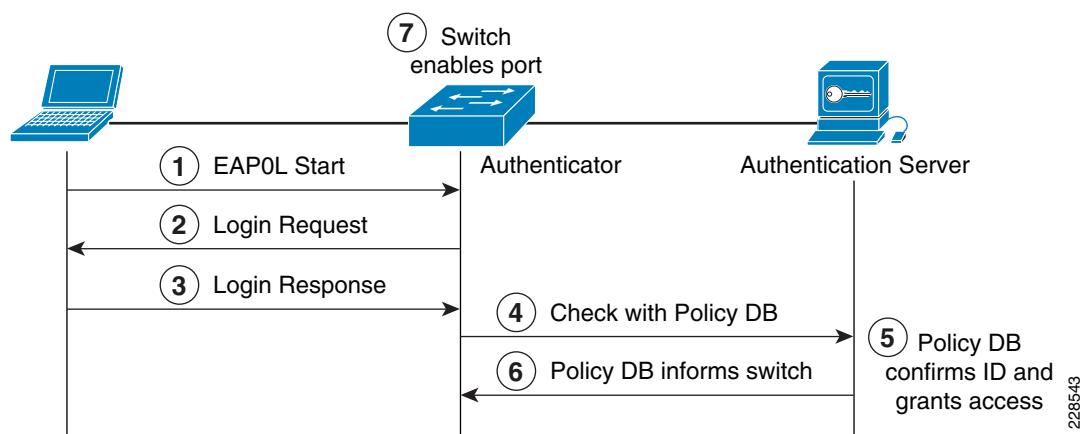 7 Switch
enables port
Authenticator
Authentication Server
1 EAP0L Start
2 Login Request
3 Login Response
4 Check with Policy DB
5 Policy DB
confirms ID and
grants access
6 Policy DB informs switch
228543